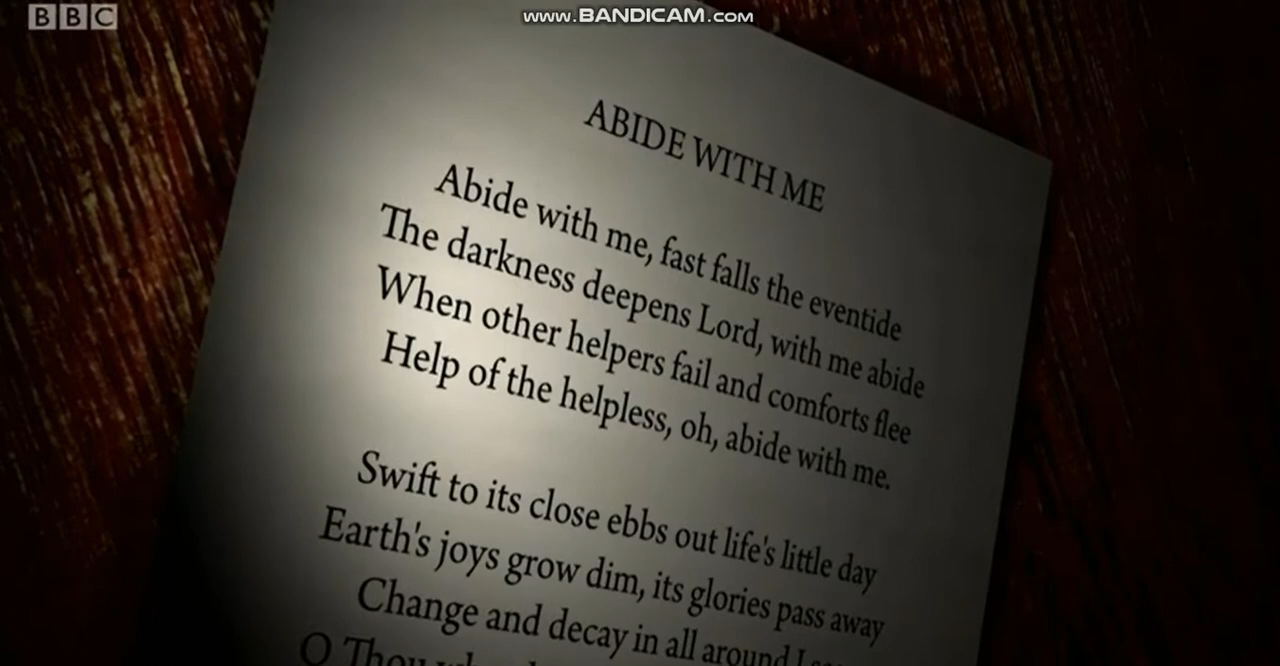 BBC
www.BANDICAM.com
ABIDE WITH ME
Abide with me, fast falls the eventide
The darkness deepens Lord, with me abide
When other helpers fail and comforts flee
Help of the helpless, oh, abide with me.
Swift to its close ebbs out life's little day
Earth's joys grow dim, its glories pass away
Change and decay in all around I
O Thou